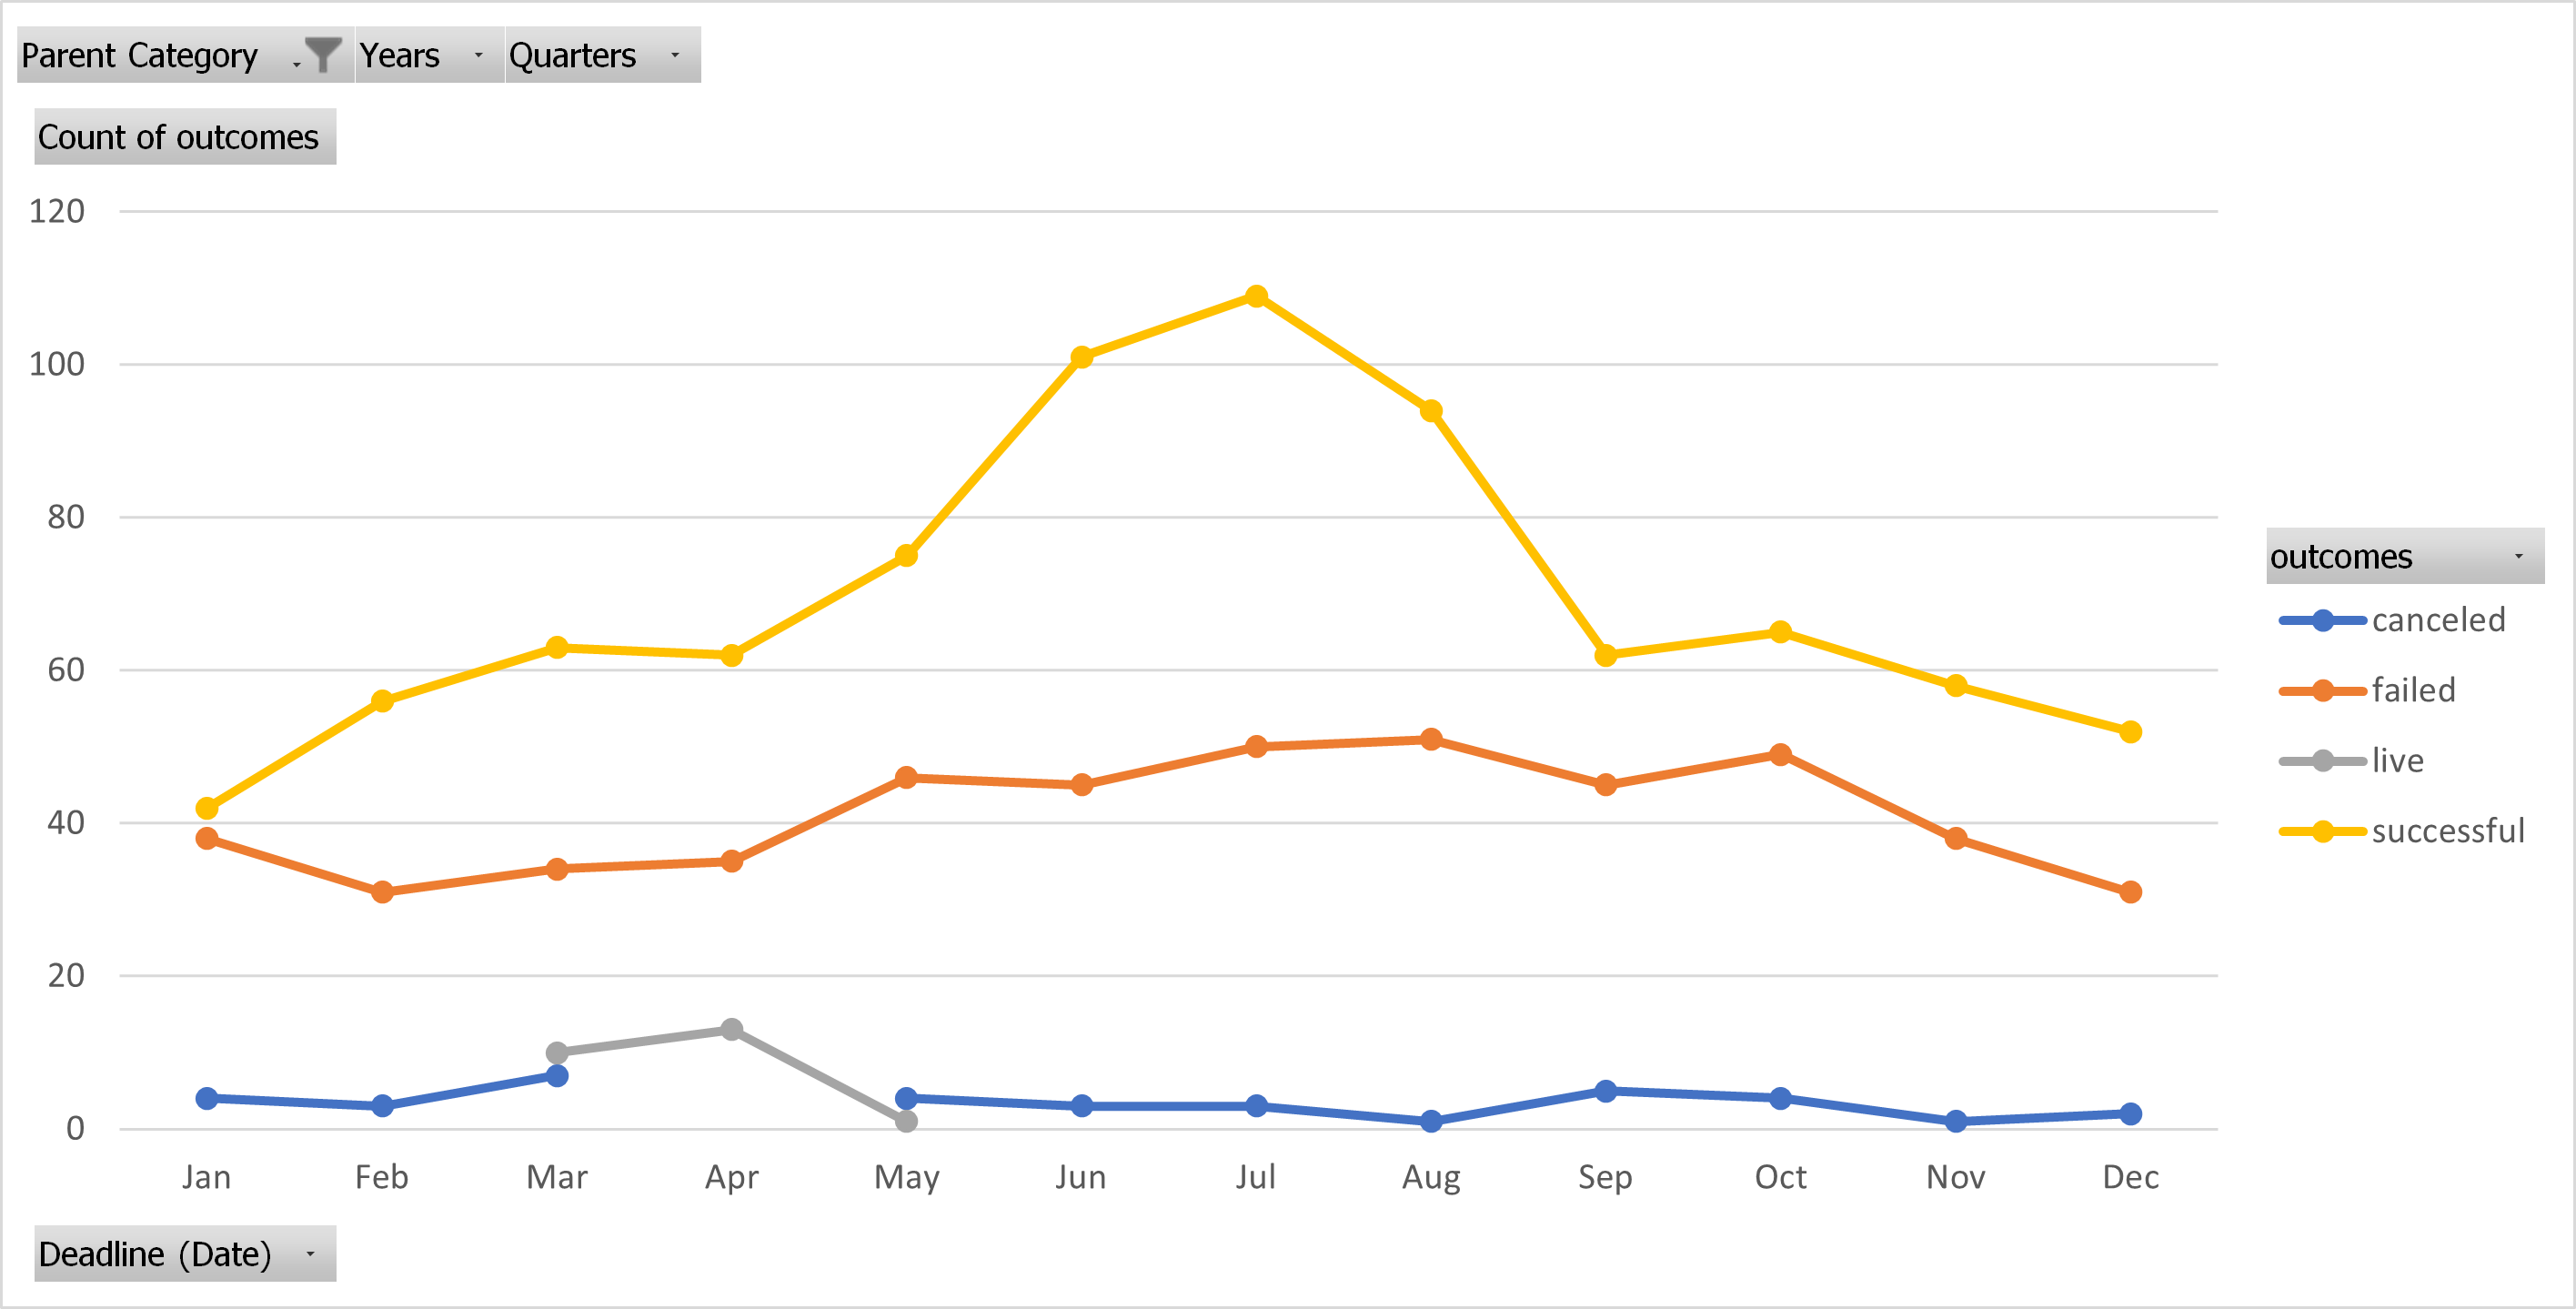 Parent Category Years Quarters
Count of outcomes
120
100
80
60
40
20
0
Jan Feb Mar Apr May Jun Jul Aug Sep Oct Nov Dec
Deadline (Date)
outcomes
canceled
failed
live
successful